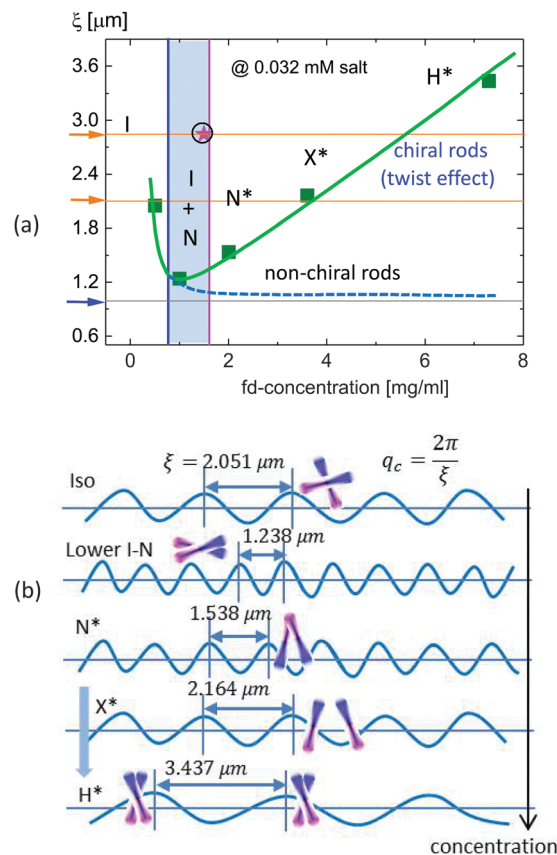 ξ [μm]
@ 0.032 mM salt
3.6
3.0
2.4
1.8
1.2
0.6
I
I
+
N
N*
X*
H*
chiral rods
(twist effect)
non-chiral rods
(a)
0 2 4 6 8
fd-concentration [mg/ml]
(b)
Iso
ξ = 2.051 μm
q_c = 2π/ξ
Lower I-N
1.238 μm
N*
1.538 μm
X*
2.164 μm
H*
3.437 μm
concentration